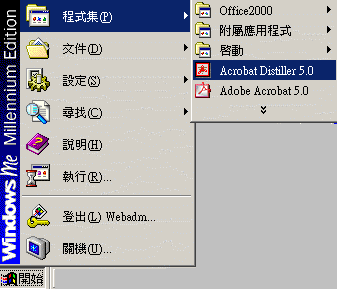 Windows Me Millennium Edition
程式集(P)
文件(D)
設定(S)
尋找(C)
說明(H)
執行(R)...
登出(L) Webadm...
關機(U)...
開始
Office2000
附屬應用程式
啟動
Acrobat Distiller 5.0
Adobe Acrobat 5.0